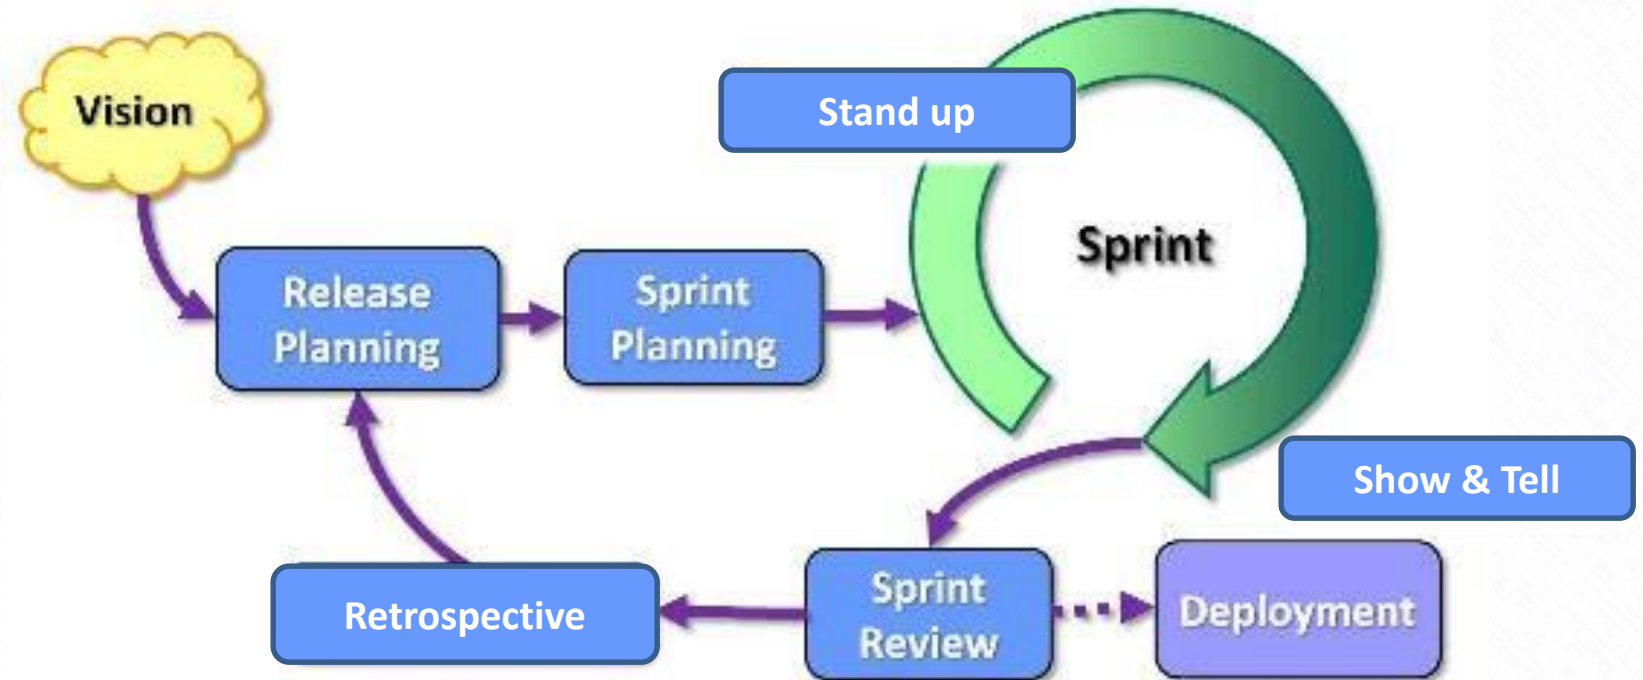 Vision
Stand up
Sprint
Release
Planning
Sprint
Planning
Show & Tell
Retrospective
Sprint
Review
Deployment